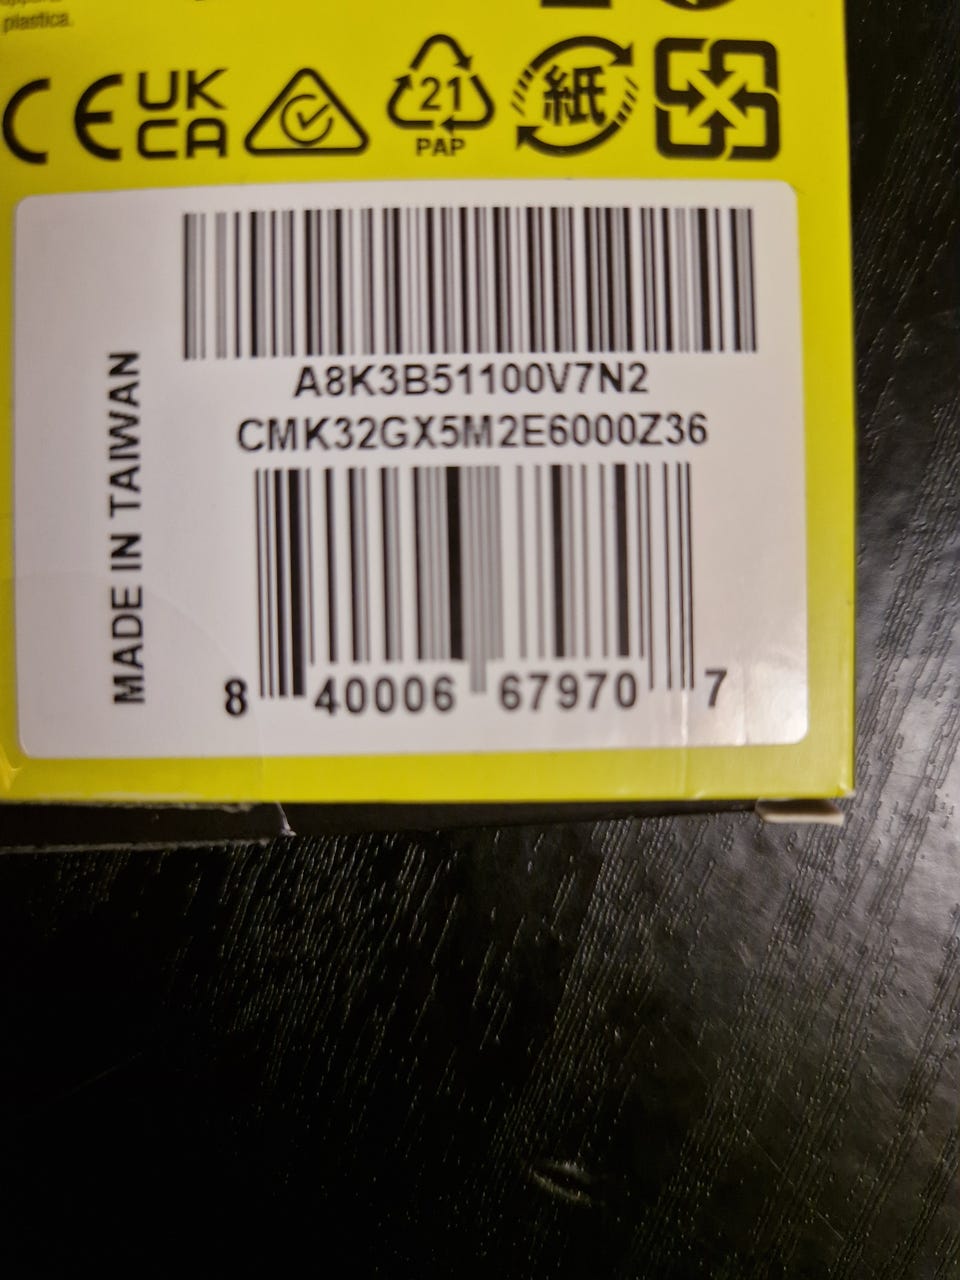 plastica.
CE UK CA
21
PAP
紙
A8K3B51100V7N2
CMK32GX5M2E6000Z36
MADE IN TAIWAN
8 40006 67970 7